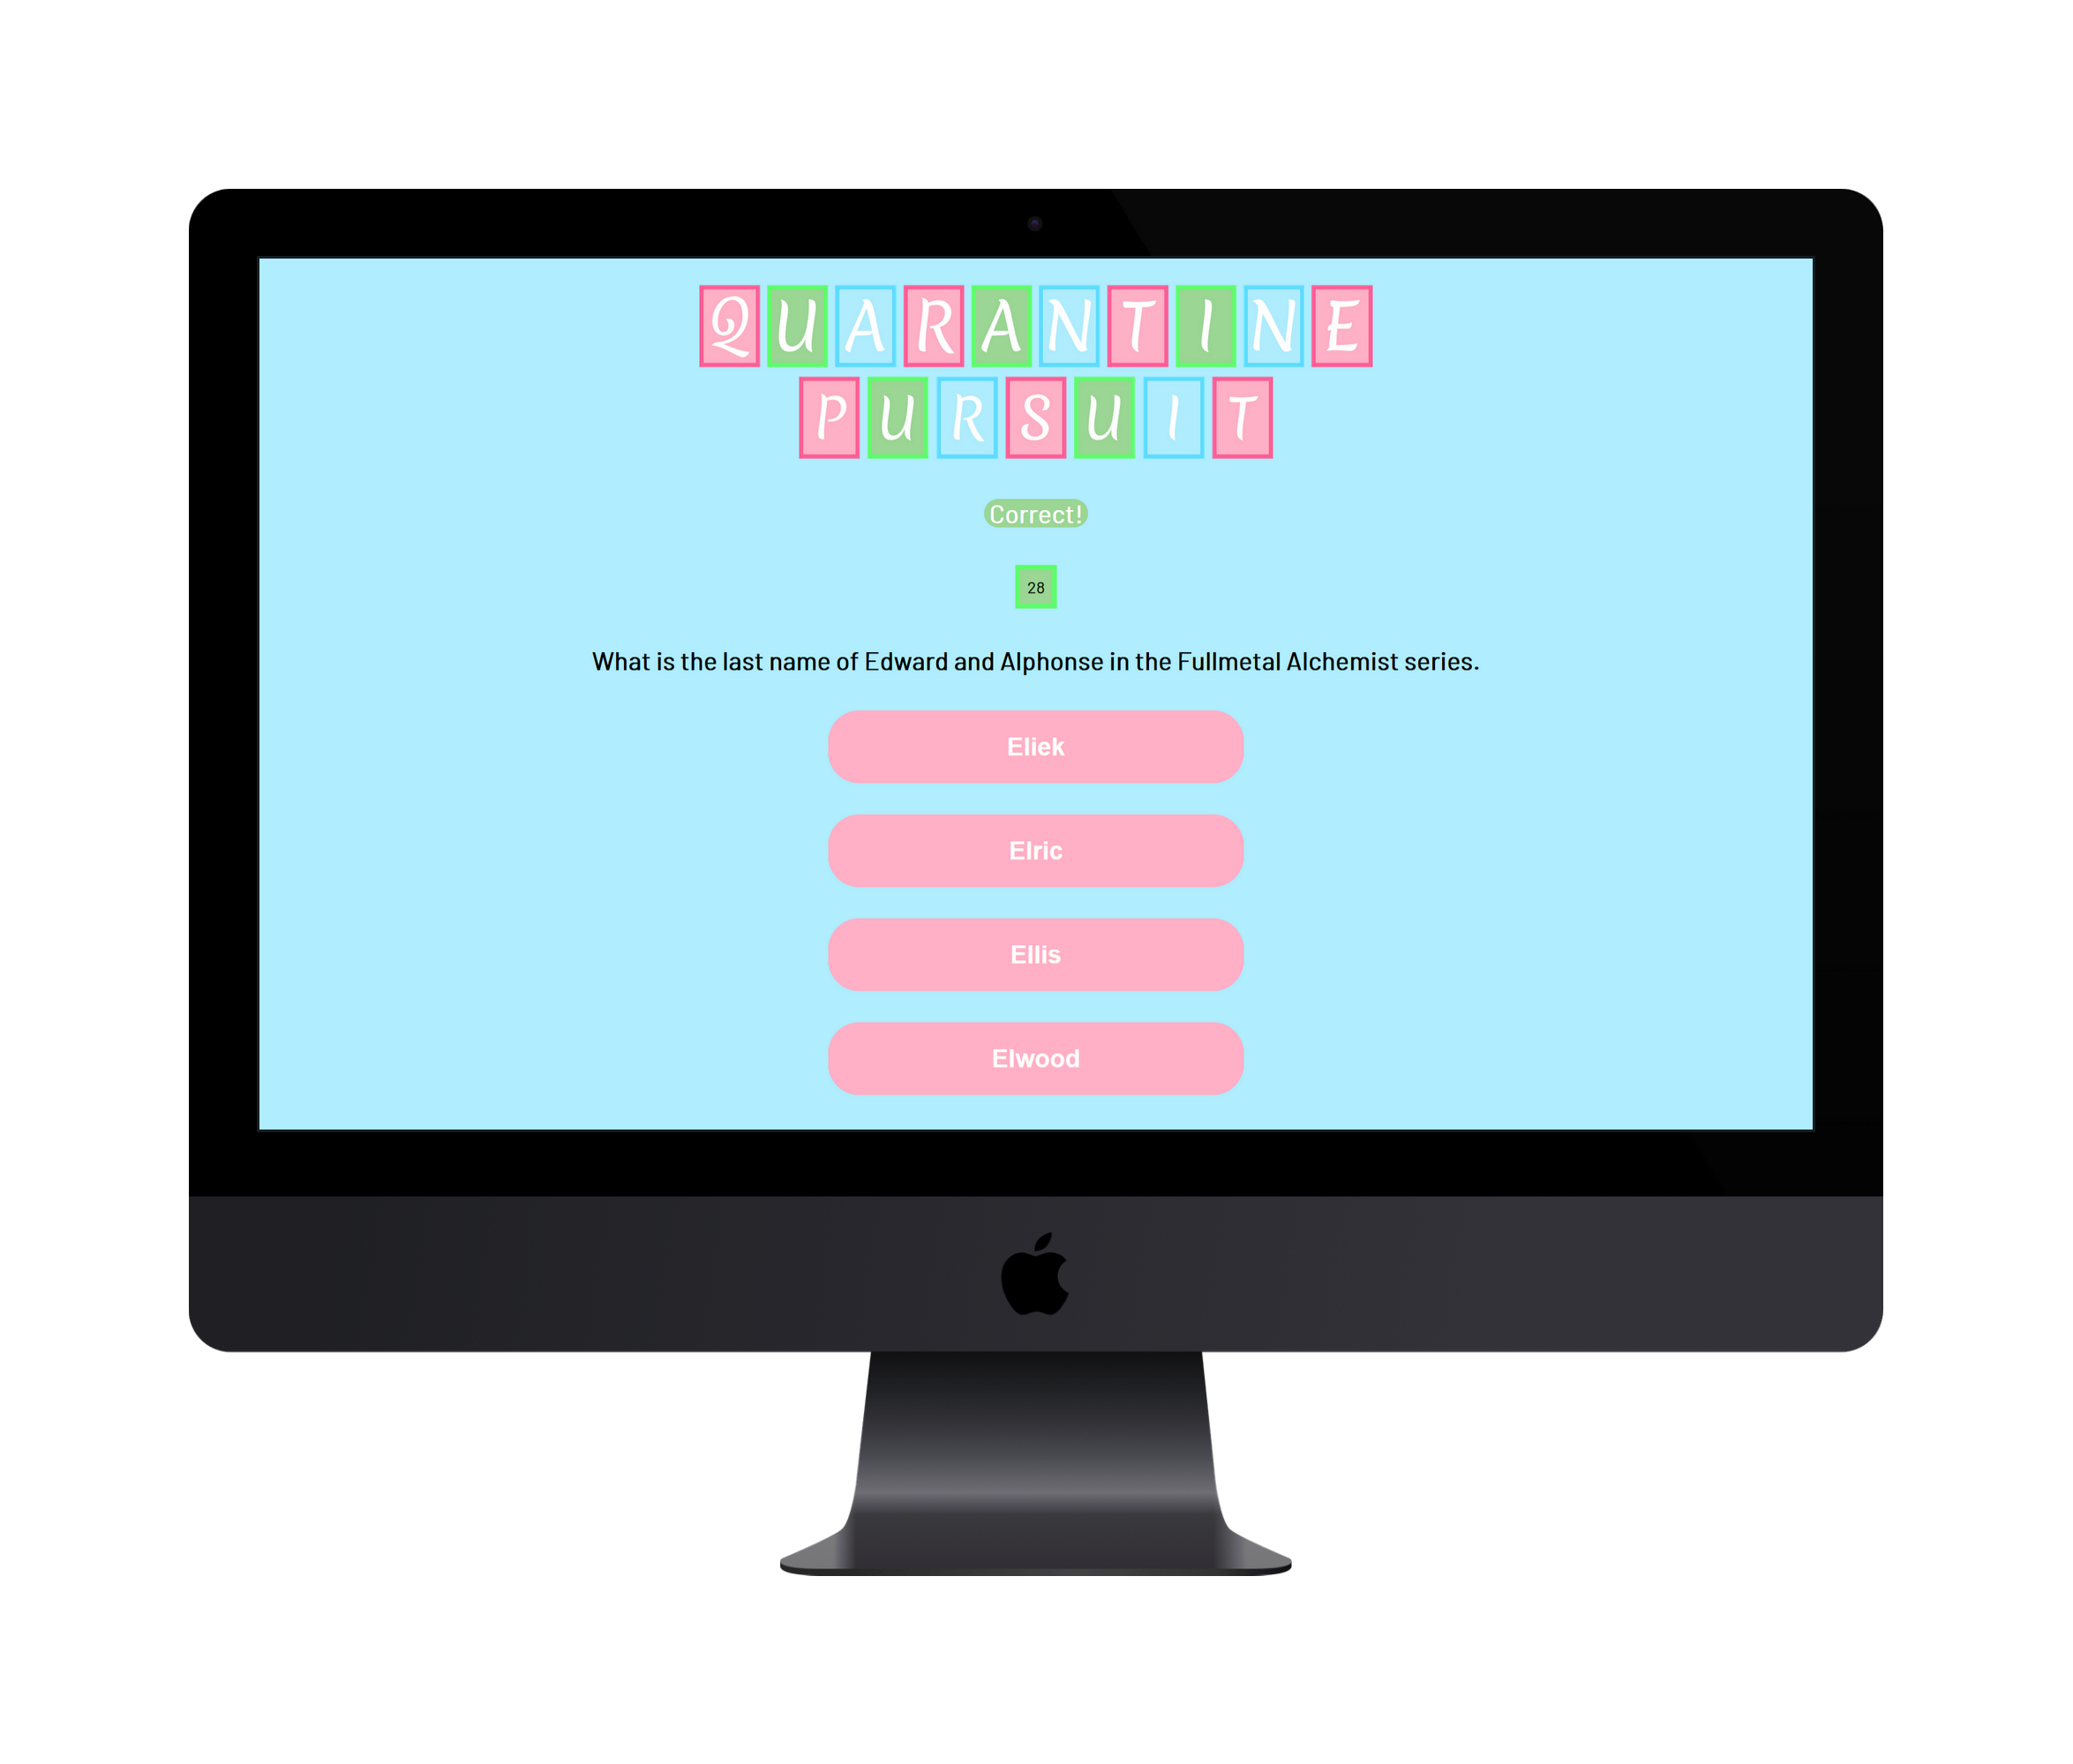 QUARANTINE
PURSUIT
Correct!
28
What is the last name of Edward and Alphonse in the Fullmetal Alchemist series.
Eliek
Elric
Ellis
Elwood